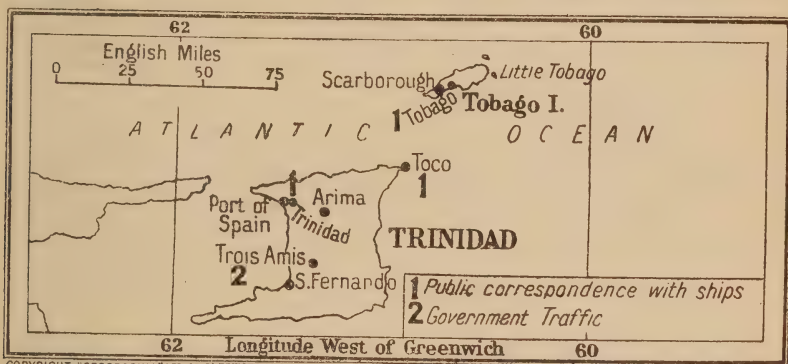 62
60
English Miles
0 25 50 75
Little Tobago
Scarborough
Tobago I.
1 Tobago
ATLANTIC OCEAN
Toco
1
1
Port of Spain
Arima
Trinidad
TRINIDAD
Trois Amis
2
S. Fernando
1 Public correspondence with ships
2 Government Traffic
62
Longitude West of Greenwich
60